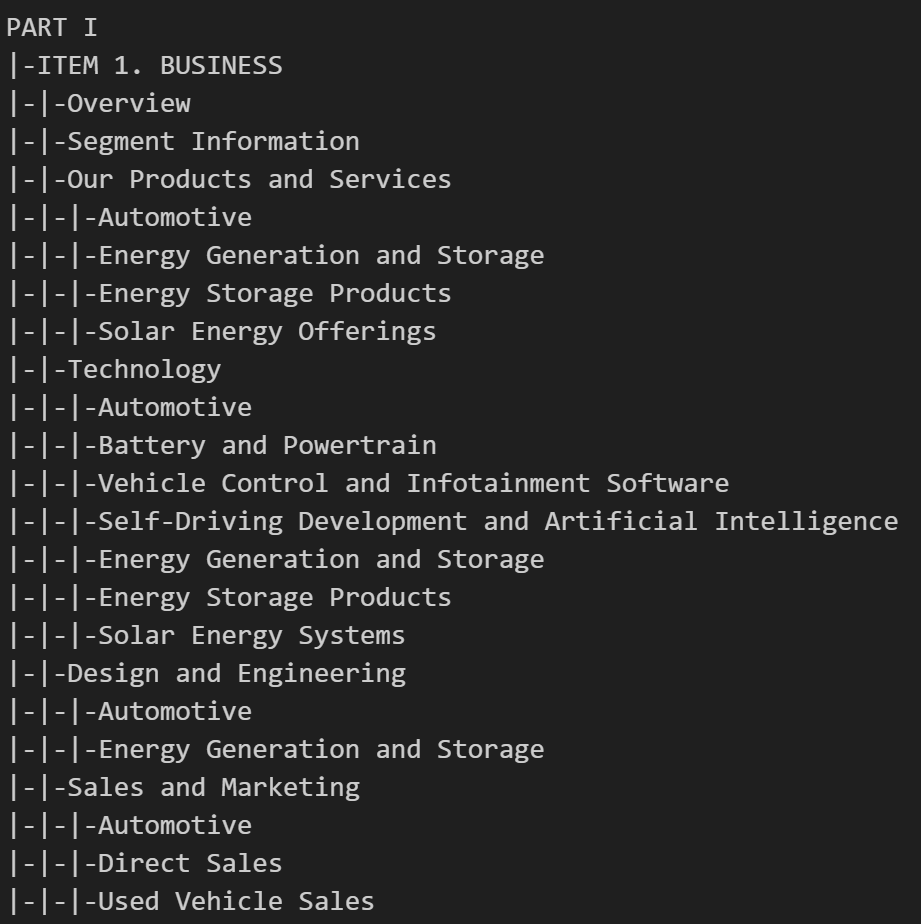 PART I
|-ITEM 1. BUSINESS
|-|-Overview
|-|-Segment Information
|-|-Our Products and Services
|-|-|-Automotive
|-|-|-Energy Generation and Storage
|-|-|-Energy Storage Products
|-|-|-Solar Energy Offerings
|-|-Technology
|-|-|-Automotive
|-|-|-Battery and Powertrain
|-|-|-Vehicle Control and Infotainment Software
|-|-|-Self-Driving Development and Artificial Intelligence
|-|-|-Energy Generation and Storage
|-|-|-Energy Storage Products
|-|-|-Solar Energy Systems
|-|-Design and Engineering
|-|-|-Automotive
|-|-|-Energy Generation and Storage
|-|-Sales and Marketing
|-|-|-Automotive
|-|-|-Direct Sales
|-|-|-Used Vehicle Sales